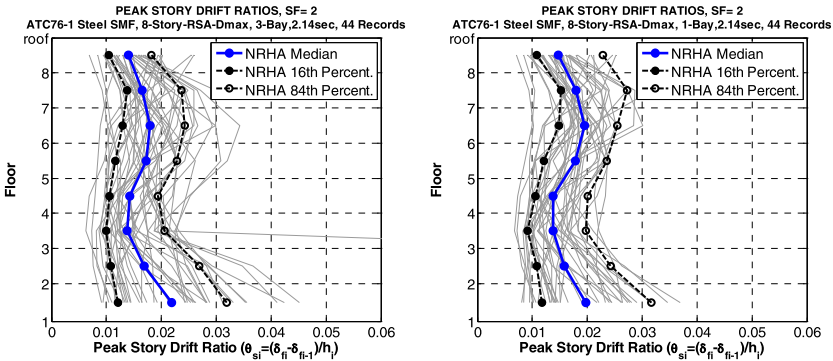 PEAK STORY DRIFT RATIOS, SF= 2
ATC76-1 Steel SMF, 8-Story-RSA-Dmax, 3-Bay,2.14sec, 44 Records
roof
8
7
6
5
4
3
2
1
Floor
NRHA Median
NRHA 16th Percent.
NRHA 84th Percent.
0 0.01 0.02 0.03 0.04 0.05 0.06
Peak Story Drift Ratio (θsi=(δfi-δfi-1)/hi)
PEAK STORY DRIFT RATIOS, SF= 2
ATC76-1 Steel SMF, 8-Story-RSA-Dmax, 1-Bay,2.14sec, 44 Records
roof
8
7
6
5
4
3
2
1
Floor
NRHA Median
NRHA 16th Percent.
NRHA 84th Percent.
0 0.01 0.02 0.03 0.04 0.05 0.06
Peak Story Drift Ratio (θsi=(δfi-δfi-1)/hi)